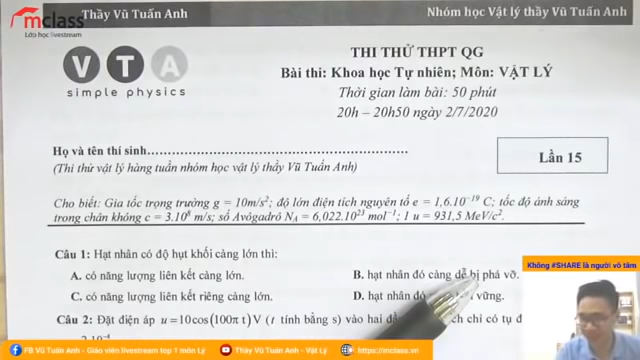 mclass
Lớp học livestream
Thầy Vũ Tuấn Anh
Nhóm học Vật lý thầy Vũ Tuấn Anh
VTA
simple physics
THI THỬ THPT QG
Bài thi: Khoa học Tự nhiên; Môn: VẬT LÝ
Thời gian làm bài: 50 phút
20h – 20h50 ngày 2/7/2020
Họ và tên thí sinh
(Thi thử vật lý hàng tuần nhóm học vật lý thầy Vũ Tuấn Anh)
Lần 15
Cho biết: Gia tốc trọng trường g = 10m/s²; độ lớn điện tích nguyên tố e = 1,6.10⁻¹⁹ C; tốc độ ánh sáng
trong chân không c = 3.10⁸ m/s; số Avôgadrô N_A = 6,022.10²³ mol⁻¹; 1 u = 931,5 MeV/c².
Câu 1: Hạt nhân có độ hụt khối càng lớn thì:
A. có năng lượng liên kết càng lớn.
B. hạt nhân đó càng dễ bị phá vỡ.
C. có năng lượng liên kết riêng càng lớn.
D. hạt nhân đó vững.
Câu 2: Đặt điện áp u = 10cos(100π t) V (t tính bằng s) vào hai đầ ch chỉ có tụ đ
Không #SHARE là người vô tâm
FB Vũ Tuấn Anh - Giáo viên livestream top 1 môn Lý
Thầy Vũ Tuấn Anh - Vật Lý
https://mclass.vn